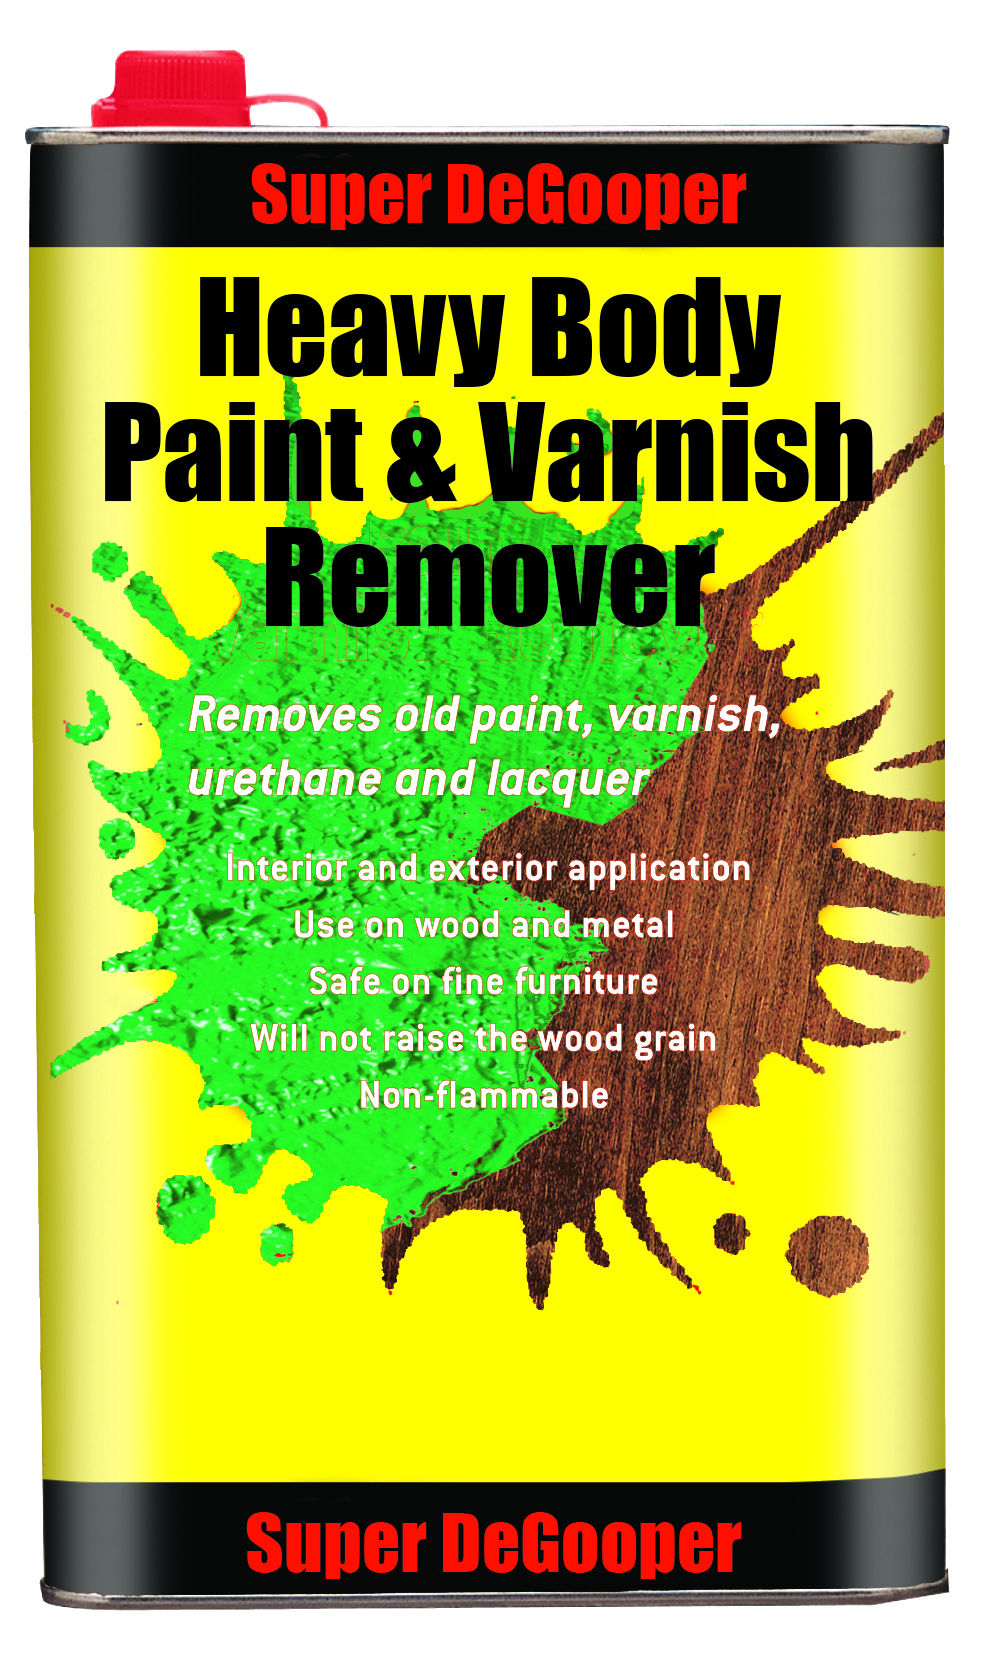 Super DeGooper
Heavy Body
Paint & Varnish
Remover
Removes old paint, varnish,
urethane and lacquer
Interior and exterior application
Use on wood and metal
Safe on fine furniture
Will not raise the wood grain
Non-flammable
Super DeGooper